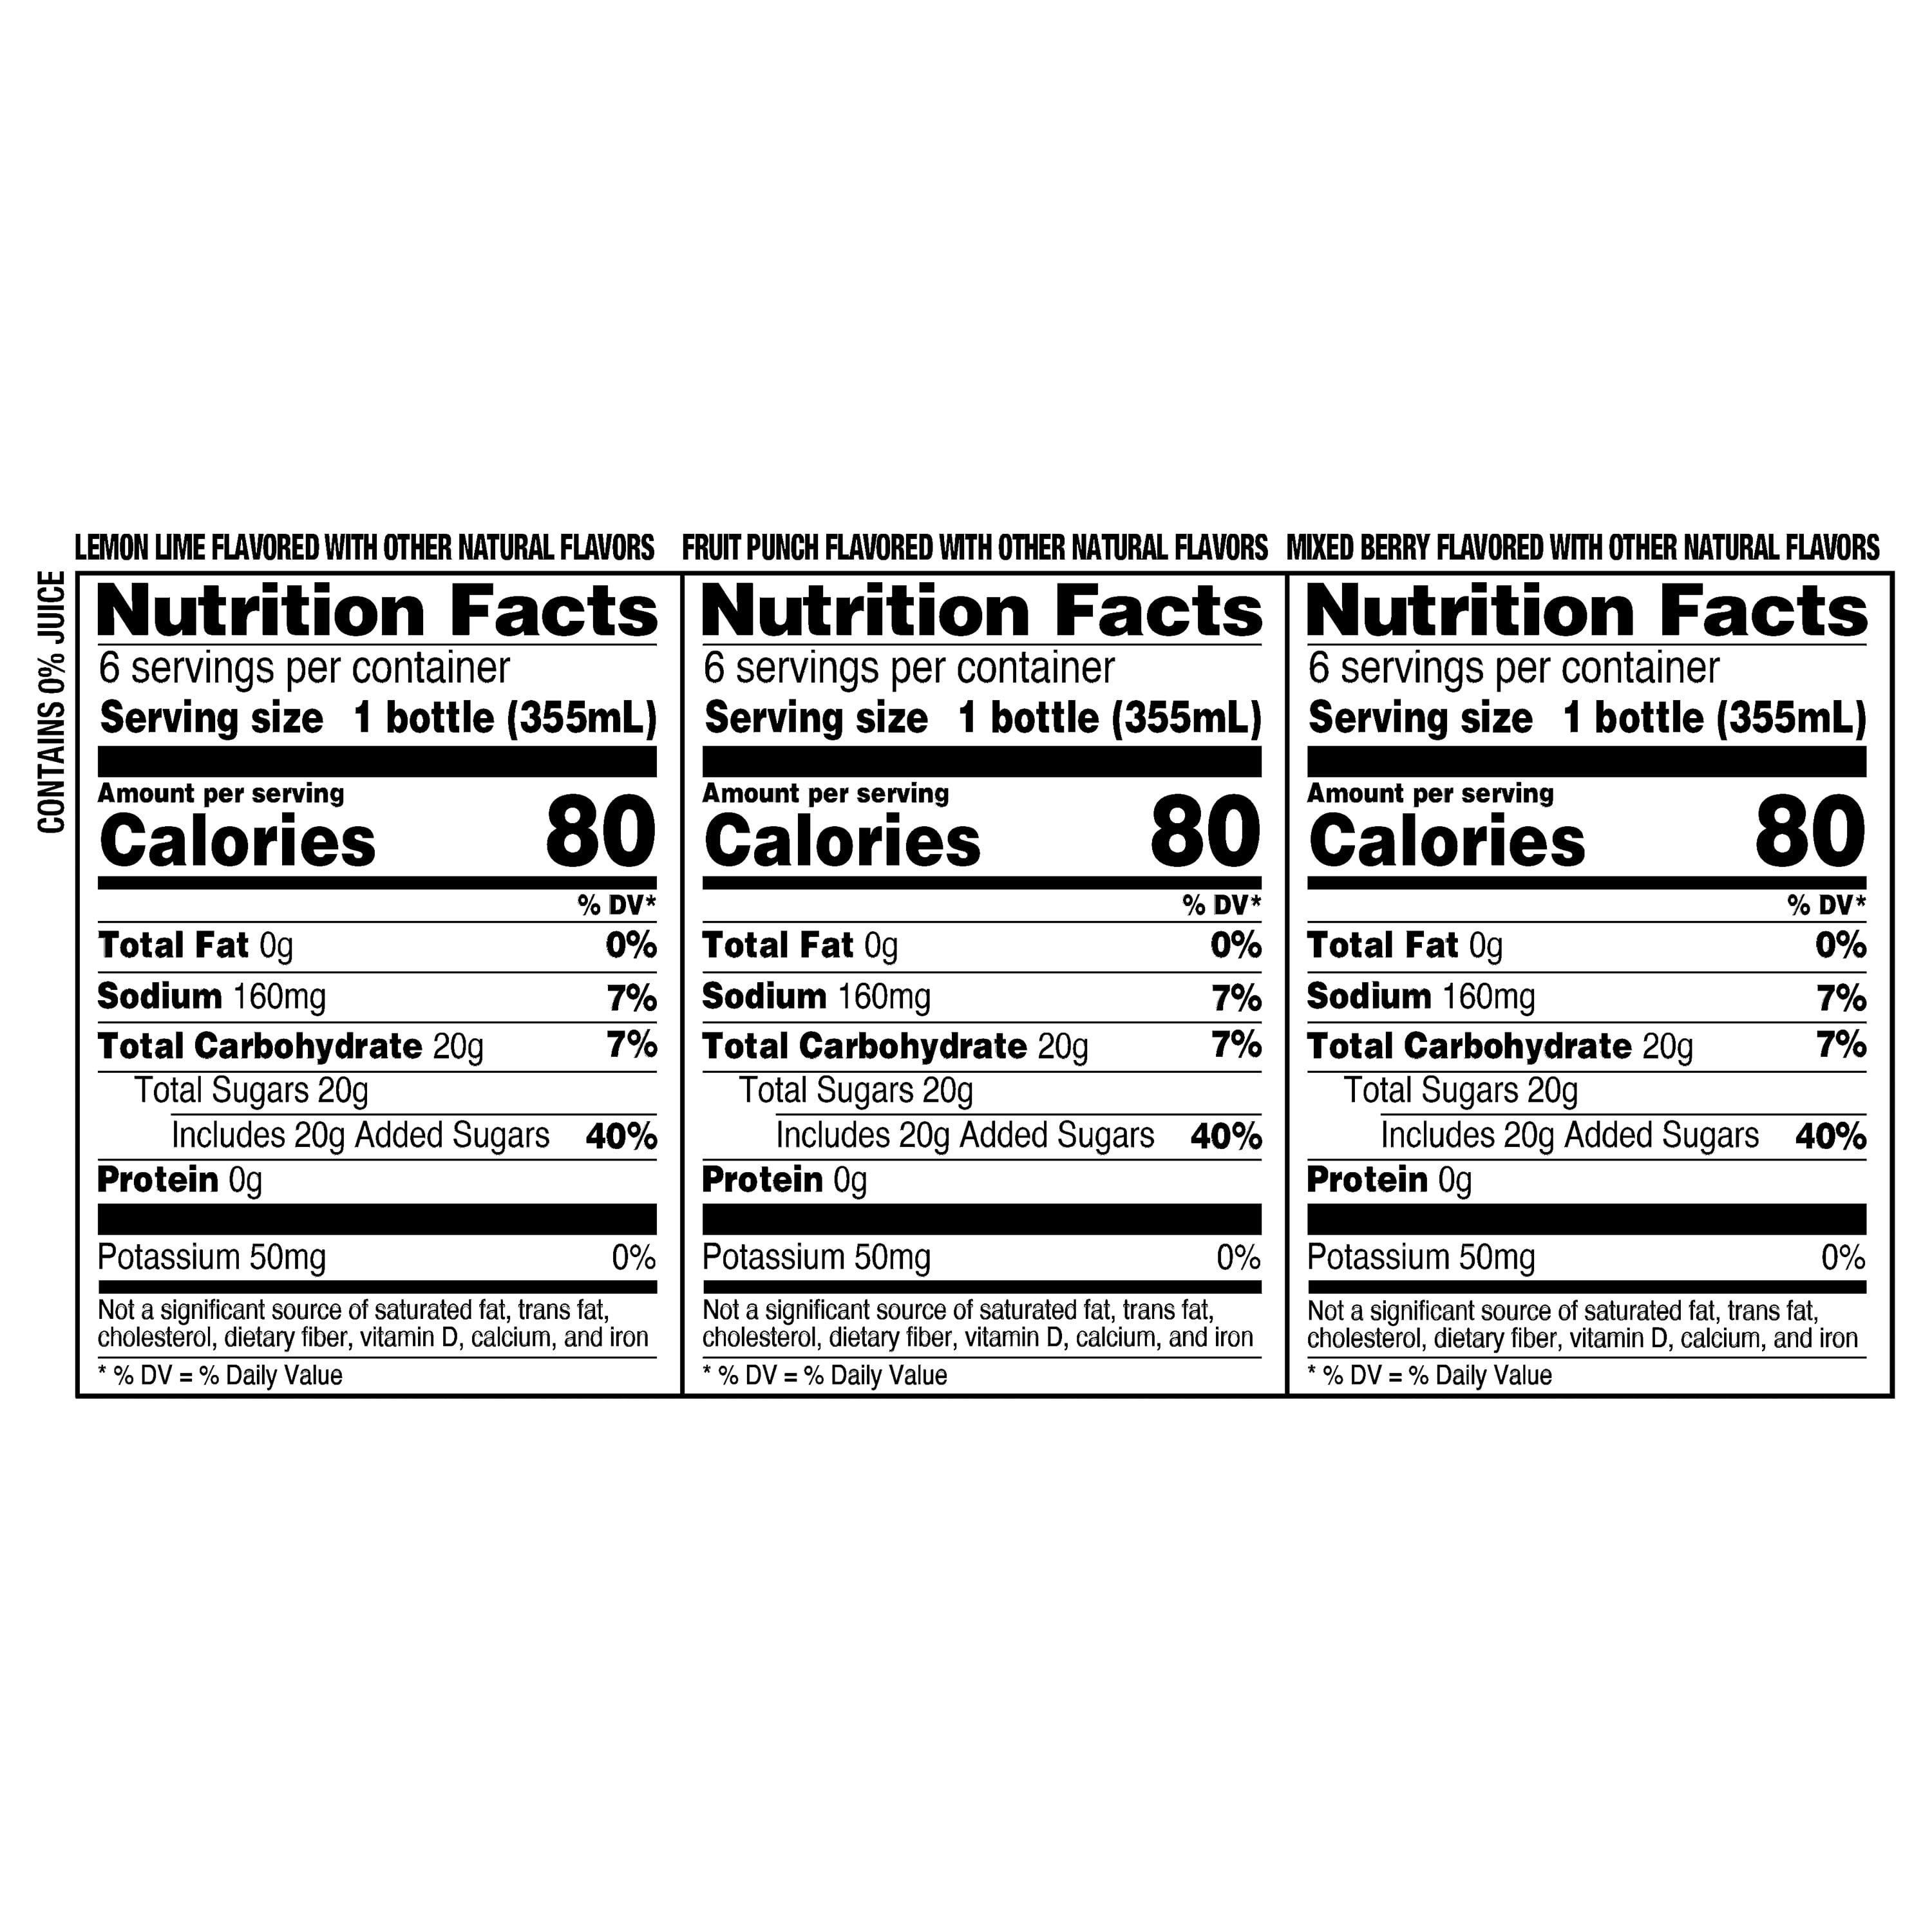 CONTAINS 0% JUICE
LEMON LIME FLAVORED WITH OTHER NATURAL FLAVORS
Nutrition Facts
6 servings per container
Serving size 1 bottle (355mL)
Amount per serving
Calories 80
% DV*
Total Fat 0g 0%
Sodium 160mg 7%
Total Carbohydrate 20g 7%
Total Sugars 20g
Includes 20g Added Sugars 40%
Protein 0g
Potassium 50mg 0%
Not a significant source of saturated fat, trans fat,
cholesterol, dietary fiber, vitamin D, calcium, and iron
* % DV = % Daily Value
FRUIT PUNCH FLAVORED WITH OTHER NATURAL FLAVORS
Nutrition Facts
6 servings per container
Serving size 1 bottle (355mL)
Amount per serving
Calories 80
% DV*
Total Fat 0g 0%
Sodium 160mg 7%
Total Carbohydrate 20g 7%
Total Sugars 20g
Includes 20g Added Sugars 40%
Protein 0g
Potassium 50mg 0%
Not a significant source of saturated fat, trans fat,
cholesterol, dietary fiber, vitamin D, calcium, and iron
* % DV = % Daily Value
MIXED BERRY FLAVORED WITH OTHER NATURAL FLAVORS
Nutrition Facts
6 servings per container
Serving size 1 bottle (355mL)
Amount per serving
Calories 80
% DV*
Total Fat 0g 0%
Sodium 160mg 7%
Total Carbohydrate 20g 7%
Total Sugars 20g
Includes 20g Added Sugars 40%
Protein 0g
Potassium 50mg 0%
Not a significant source of saturated fat, trans fat,
cholesterol, dietary fiber, vitamin D, calcium, and iron
* % DV = % Daily Value